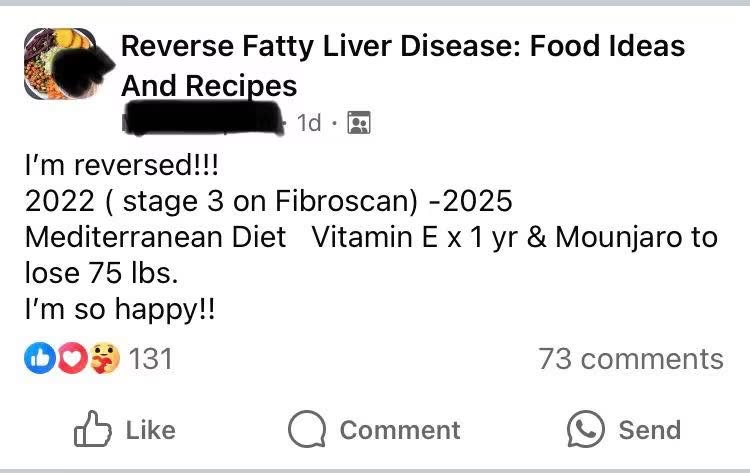 Reverse Fatty Liver Disease: Food Ideas
And Recipes
1d ·
I’m reversed!!!
2022 ( stage 3 on Fibroscan) -2025
Mediterranean Diet   Vitamin E x 1 yr & Mounjaro to
lose 75 lbs.
I’m so happy!!
131 73 comments
Like Comment Send